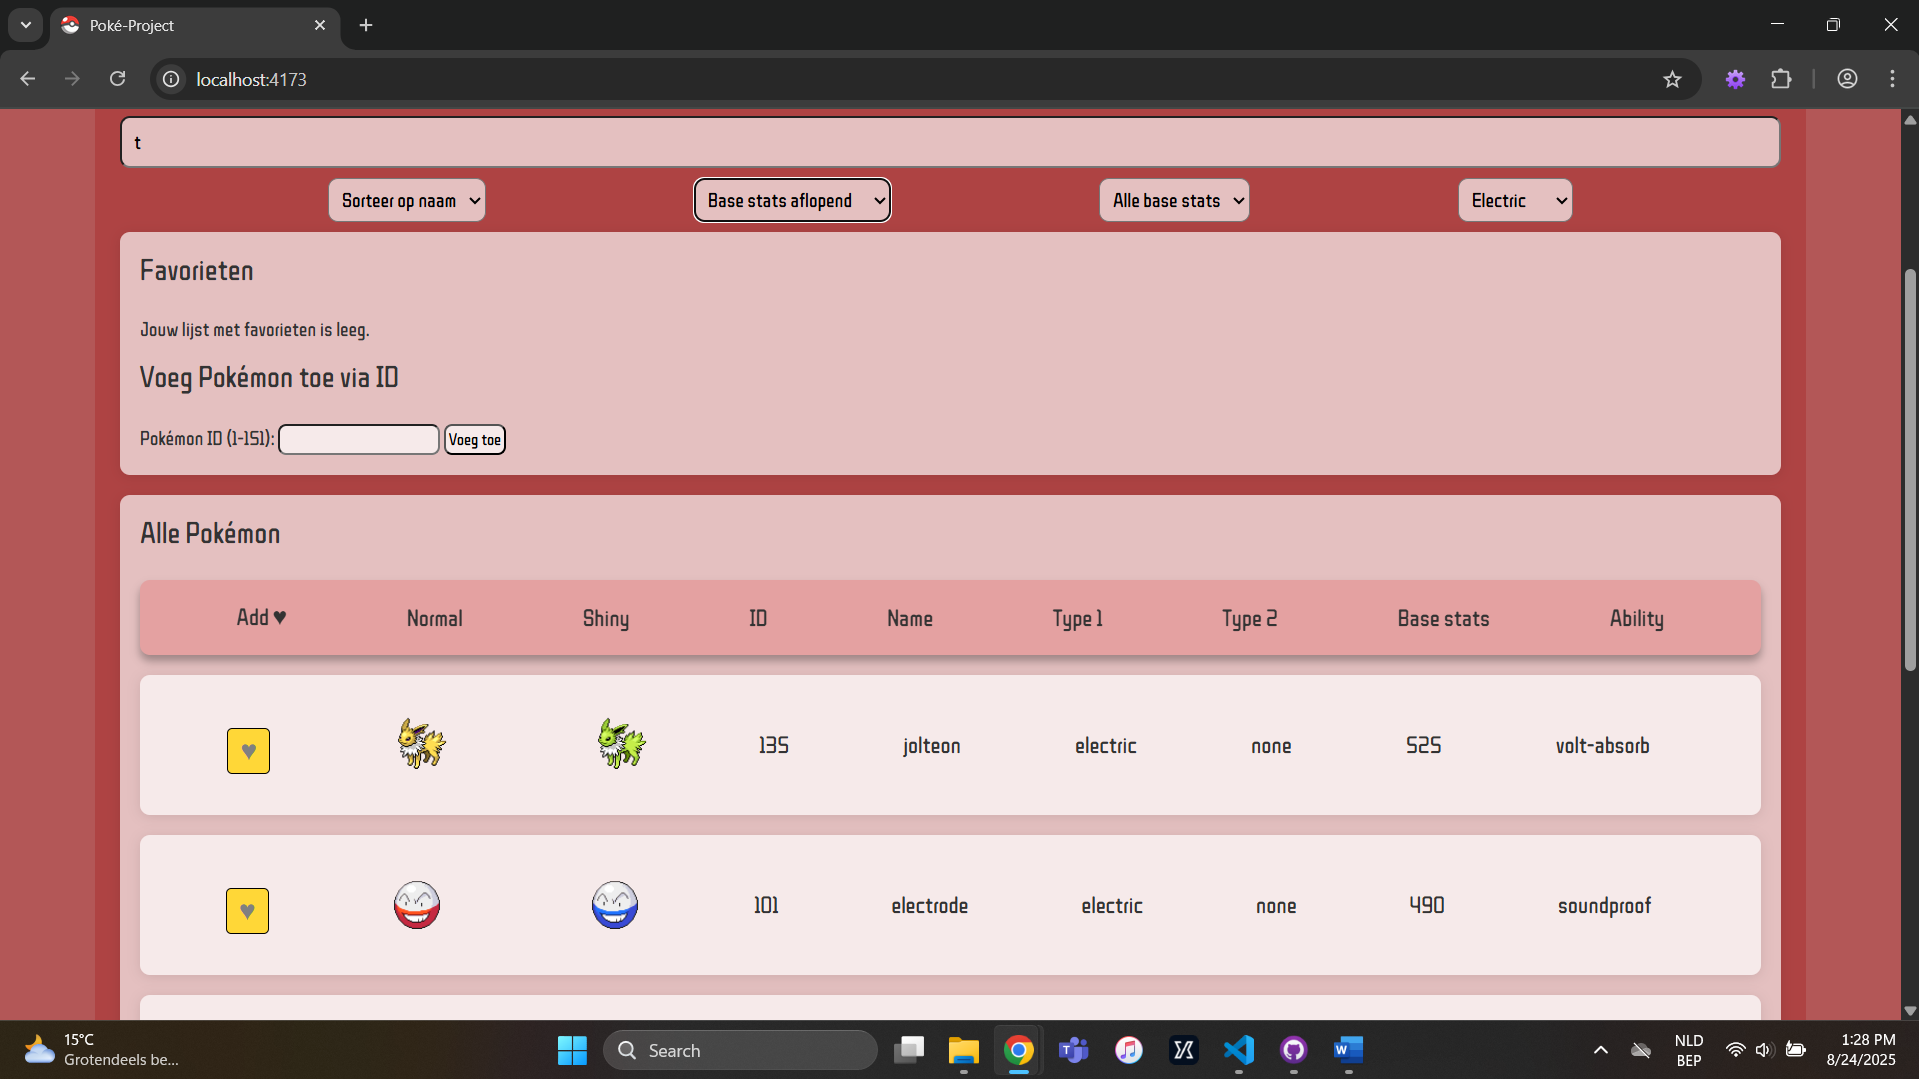 Poké-Project
localhost:4173
t
Sorteer op naam
Base stats aflopend
Alle base stats
Electric
Favorieten
Jouw lijst met favorieten is leeg.
Voeg Pokémon toe via ID
Pokémon ID (1-151):
Voeg toe
Alle Pokémon
Add ♥ Normal Shiny ID Name Type 1 Type 2 Base stats Ability
♥ 135 jolteon electric none 525 volt-absorb
♥ 101 electrode electric none 490 soundproof
15°C
Grotendeels be...
Search
NLD
BEP
1:28 PM
8/24/2025